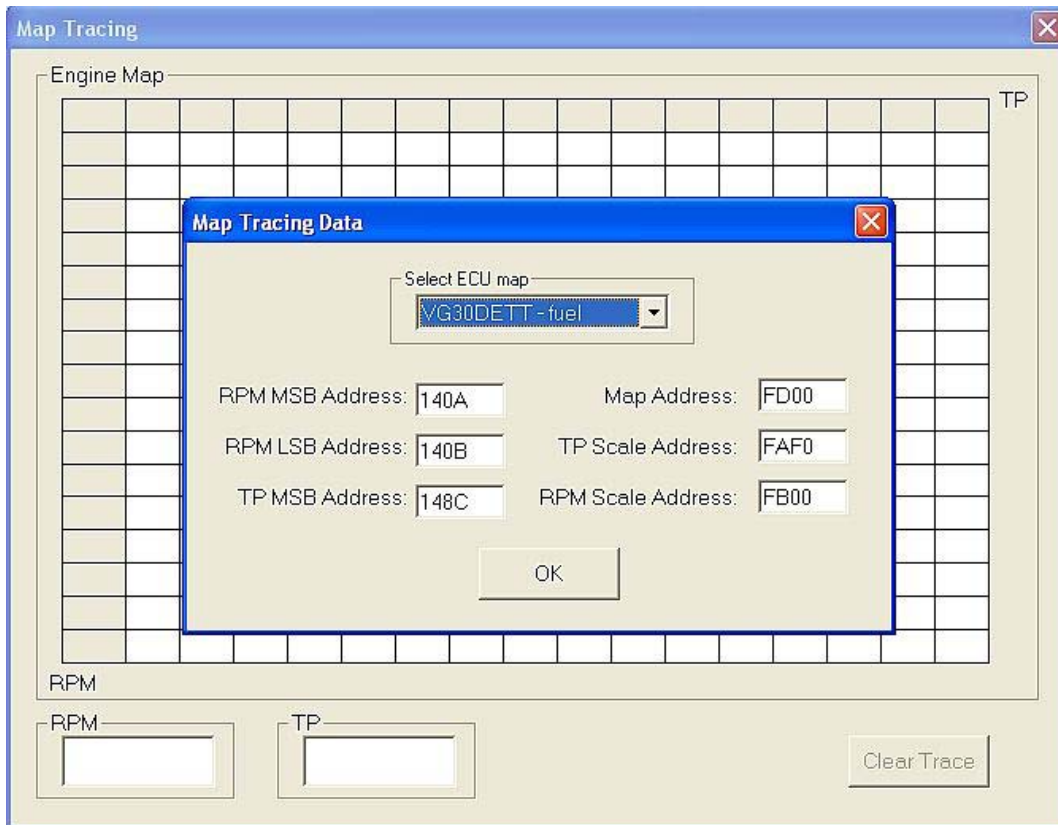 Map Tracing
Engine Map
TP
Map Tracing Data
Select ECU map
VG30DETT - fuel
RPM MSB Address: 140A Map Address: FD00
RPM LSB Address: 140B TP Scale Address: FAF0
TP MSB Address: 148C RPM Scale Address: FB00
OK
RPM
RPM TP
Clear Trace